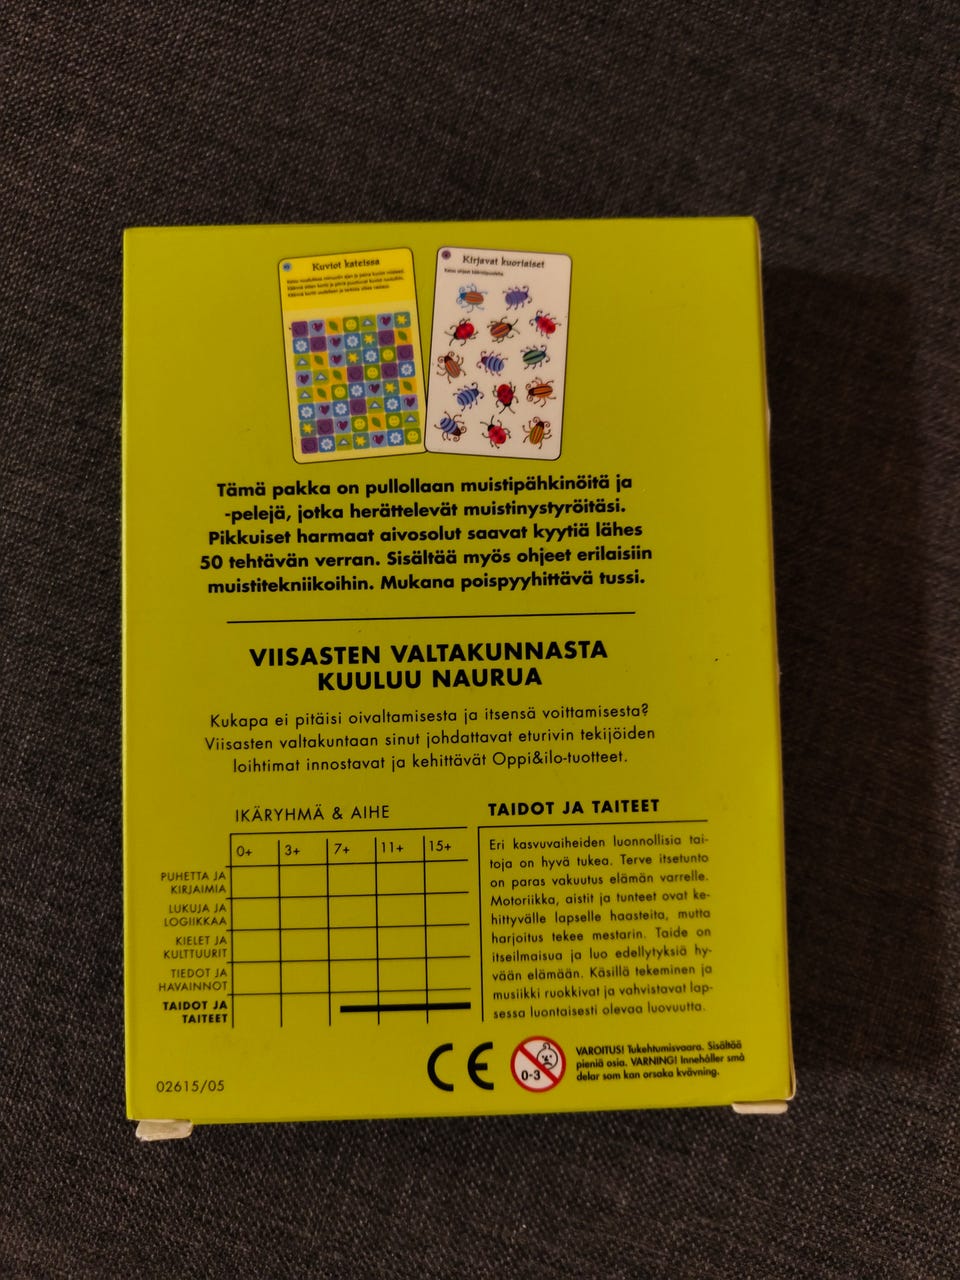 Kuviot kateissa
Kirjavat kuoriaiset
Tämä pakka on pullollaan muistipähkinöitä ja
-pelejä, jotka herättelevät muistinystyröitäsi.
Pikkuiset harmaat aivosolut saavat kyytiä lähes
50 tehtävän verran. Sisältää myös ohjeet erilaisiin
muistitekniikoihin. Mukana poispyyhittävä tussi.
VIISASTEN VALTAKUNNASTA
KUULUU NAURUA
Kukapa ei pitäisi oivaltamisesta ja itsensä voittamisesta?
Viisasten valtakuntaan sinut johdattavat eturivin tekijöiden
loihtimat innostavat ja kehittävät Oppi&ilo-tuotteet.
IKÄRYHMÄ & AIHE
0+ 3+ 7+ 11+ 15+
PUHETTA JA
KIRJAIMIA
LUKUJA JA
LOGIIKKAA
KIELET JA
KULTTUURIT
TIEDOT JA
HAVAINNOT
TAIDOT JA
TAITEET
TAIDOT JA TAITEET
Eri kasvuvaiheiden luonnollisia tai-
toja on hyvä tukea. Terve itsetunto
on paras vakuutus elämän varrelle.
Motoriikka, aistit ja tunteet ovat ke-
hittyvälle lapselle haasteita, mutta
harjoitus tekee mestarin. Taide on
itseilmaisua ja luo edellytyksiä hy-
vään elämään. Käsillä tekeminen ja
musiikki ruokkivat ja vahvistavat lap-
sessa luontaisesti olevaa luovuutta.
02615/05
CE
0-3
VAROITUS! Tukehtumisvaara. Sisältää
pieniä osia. VARNING! Innehåller små
delar som kan orsaka kvävning.